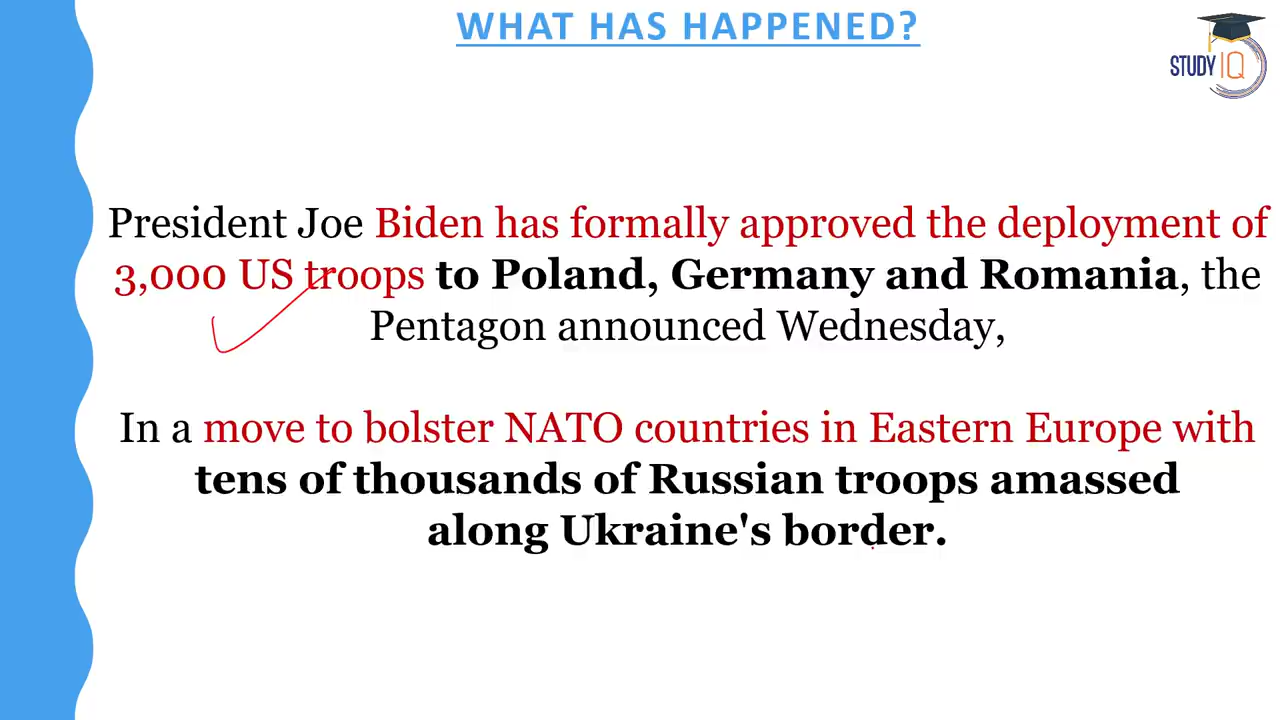 WHAT HAS HAPPENED?
STUDY IQ
President Joe Biden has formally approved the deployment of
3,000 US troops to Poland, Germany and Romania, the
Pentagon announced Wednesday,
In a move to bolster NATO countries in Eastern Europe with
tens of thousands of Russian troops amassed
along Ukraine's border.